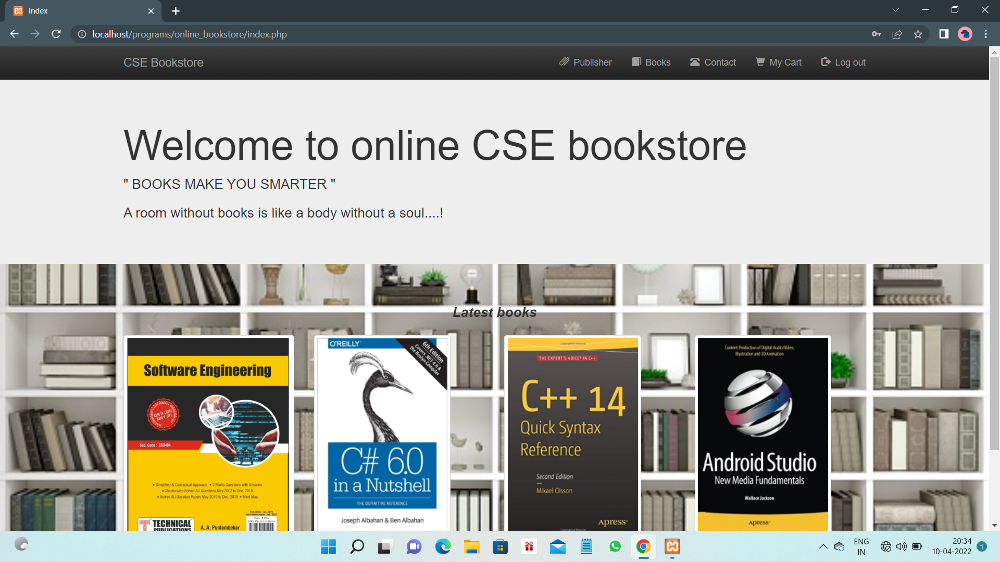 Index
localhost/programs/online_bookstore/index.php
CSE Bookstore
Publisher
Books
Contact
My Cart
Log out
Welcome to online CSE bookstore
" BOOKS MAKE YOU SMARTER "
A room without books is like a body without a soul....!
Latest books
Software Engineering
SEM IV (CSE)
SEM V (IT)
Sub. Code : CS8494
• Simplified & Conceptual Approach • 2 Marks Questions with Answers
• Chapterwise Solved AU Questions May 2003 to Dec. 2019
• Solved AU Question Papers May 2019 to Dec. 2019 • Mind Map
TECHNICAL
PUBLICATIONS
A. A. Puntambekar
O'REILLY®
6th Edition
Covers .NET 4.6 &
the Roslyn Compiler
C# 6.0
in a Nutshell
THE DEFINITIVE REFERENCE
Joseph Albahari & Ben Albahari
Copyrighted Material
THE EXPERT'S VOICE® IN C++
C++ 14
Quick Syntax
Reference
Second Edition
Mikael Olsson
Apress®
Copyrighted Material
Content Production of Digital Audio/Video,
Illustration and 3D Animation
Android Studio
New Media Fundamentals
Wallace Jackson
Apress®
ENG
IN
20:34
10-04-2022
1